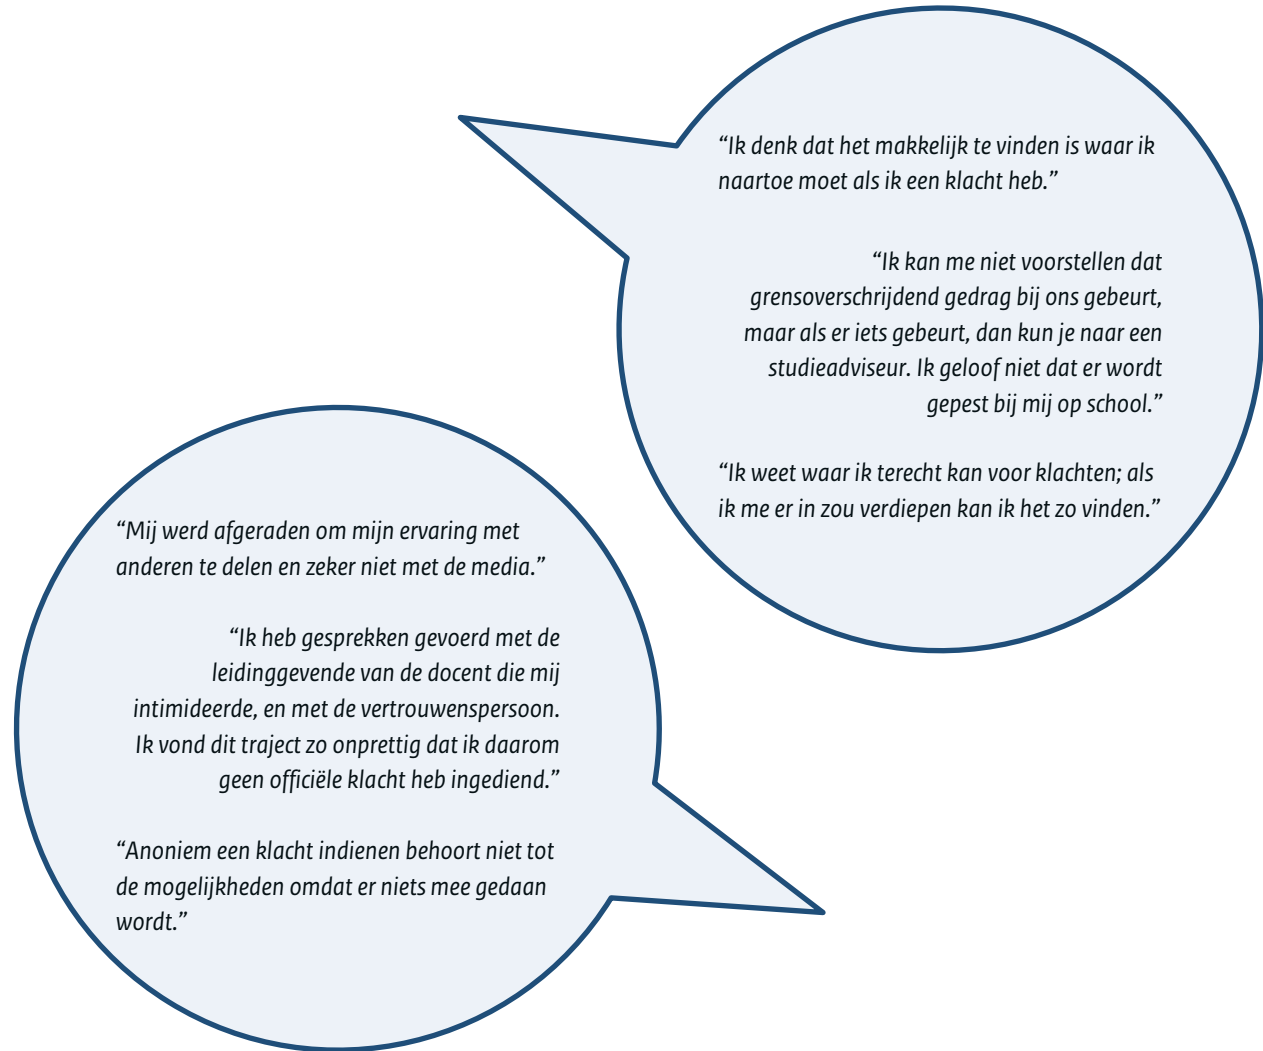 “Ik denk dat het makkelijk te vinden is waar ik
naartoe moet als ik een klacht heb.”
“Ik kan me niet voorstellen dat
grensoverschrijdend gedrag bij ons gebeurt,
maar als er iets gebeurt, dan kun je naar een
studieadviseur. Ik geloof niet dat er wordt
gepest bij mij op school.”
“Ik weet waar ik terecht kan voor klachten; als
ik me er in zou verdiepen kan ik het zo vinden.”
“Mij werd afgeraden om mijn ervaring met
anderen te delen en zeker niet met de media.”
“Ik heb gesprekken gevoerd met de
leidinggevende van de docent die mij
intimideerde, en met de vertrouwenspersoon.
Ik vond dit traject zo onprettig dat ik daarom
geen officiële klacht heb ingediend.”
“Anoniem een klacht indienen behoort niet tot
de mogelijkheden omdat er niets mee gedaan
wordt.”